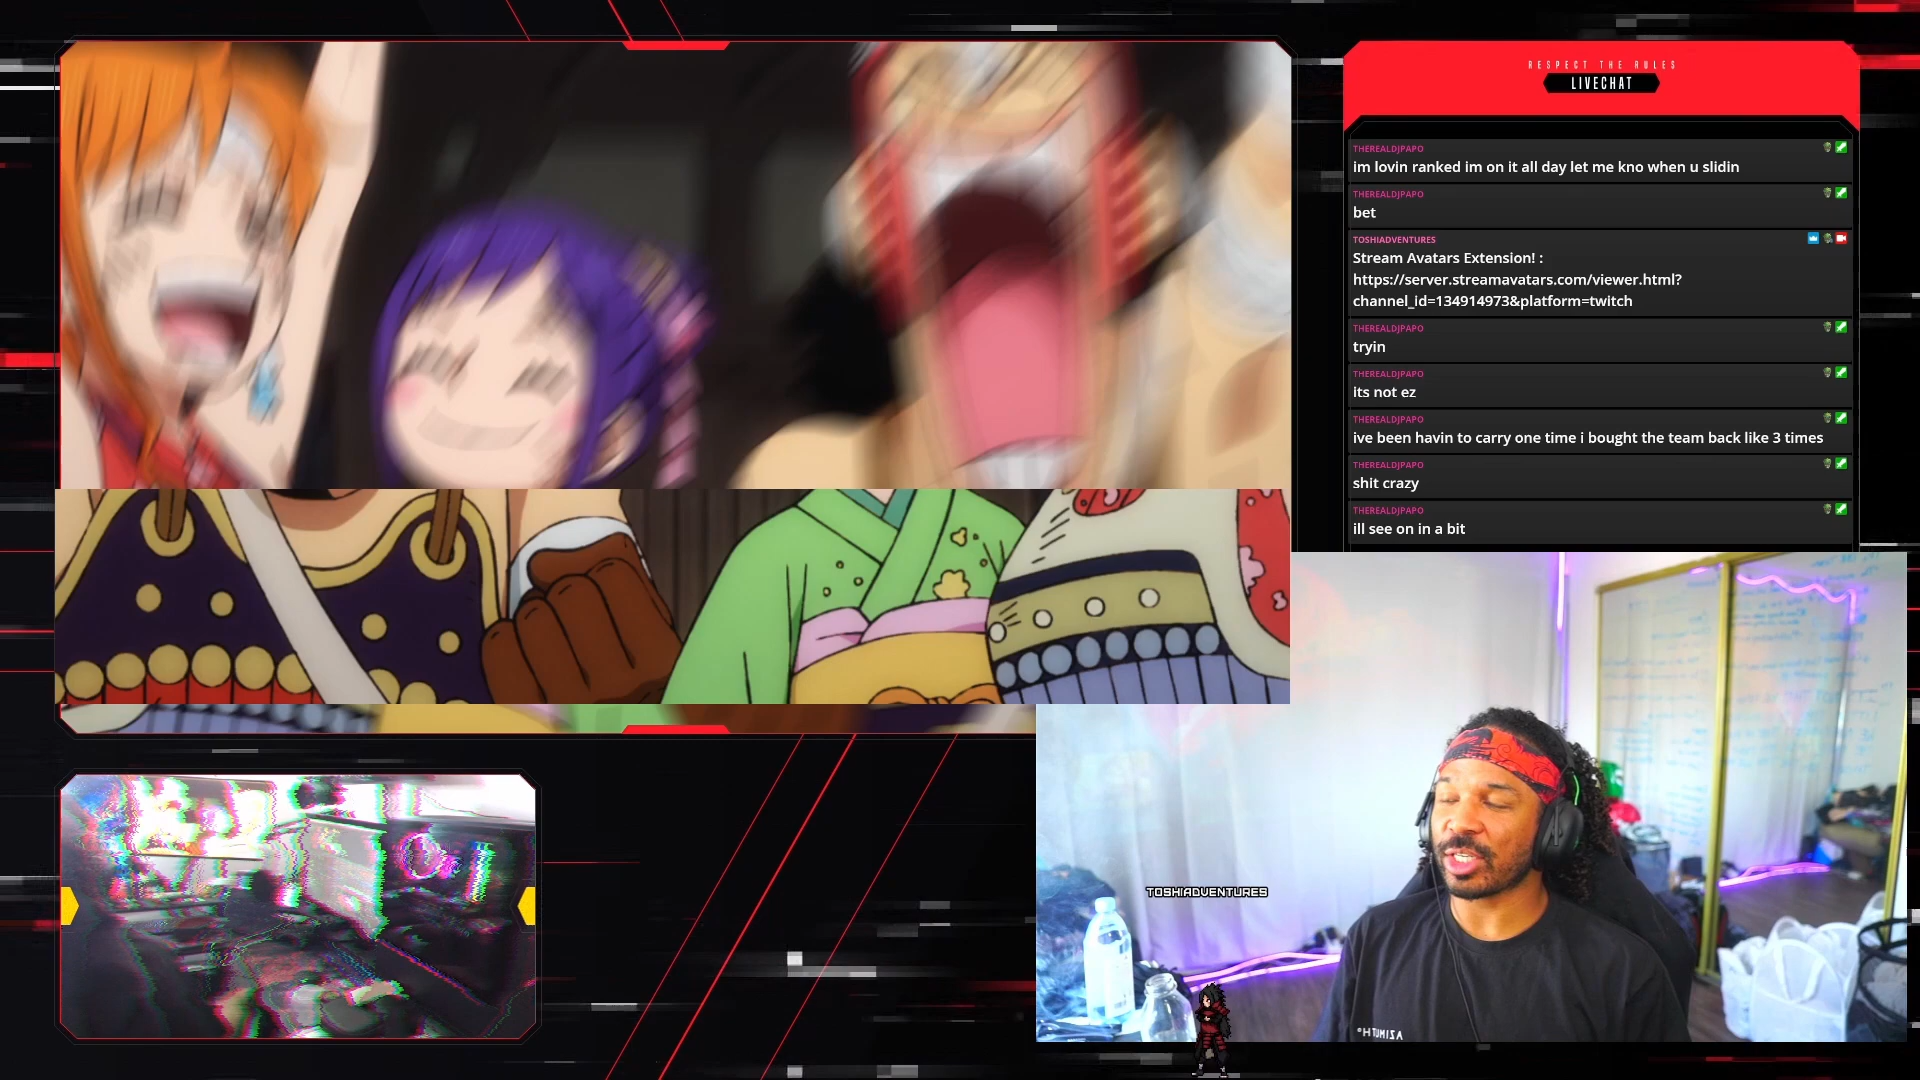 RESPECT THE RULES
LIVECHAT
THEREALDJPAPO
im lovin ranked im on it all day let me kno when u slidin
THEREALDJPAPO
bet
TOSHIADVENTURES
Stream Avatars Extension! :
https://server.streamavatars.com/viewer.html?
channel_id=134914973&platform=twitch
THEREALDJPAPO
tryin
THEREALDJPAPO
its not ez
THEREALDJPAPO
ive been havin to carry one time i bought the team back like 3 times
THEREALDJPAPO
shit crazy
THEREALDJPAPO
ill see on in a bit
TOSHIADVENTURES